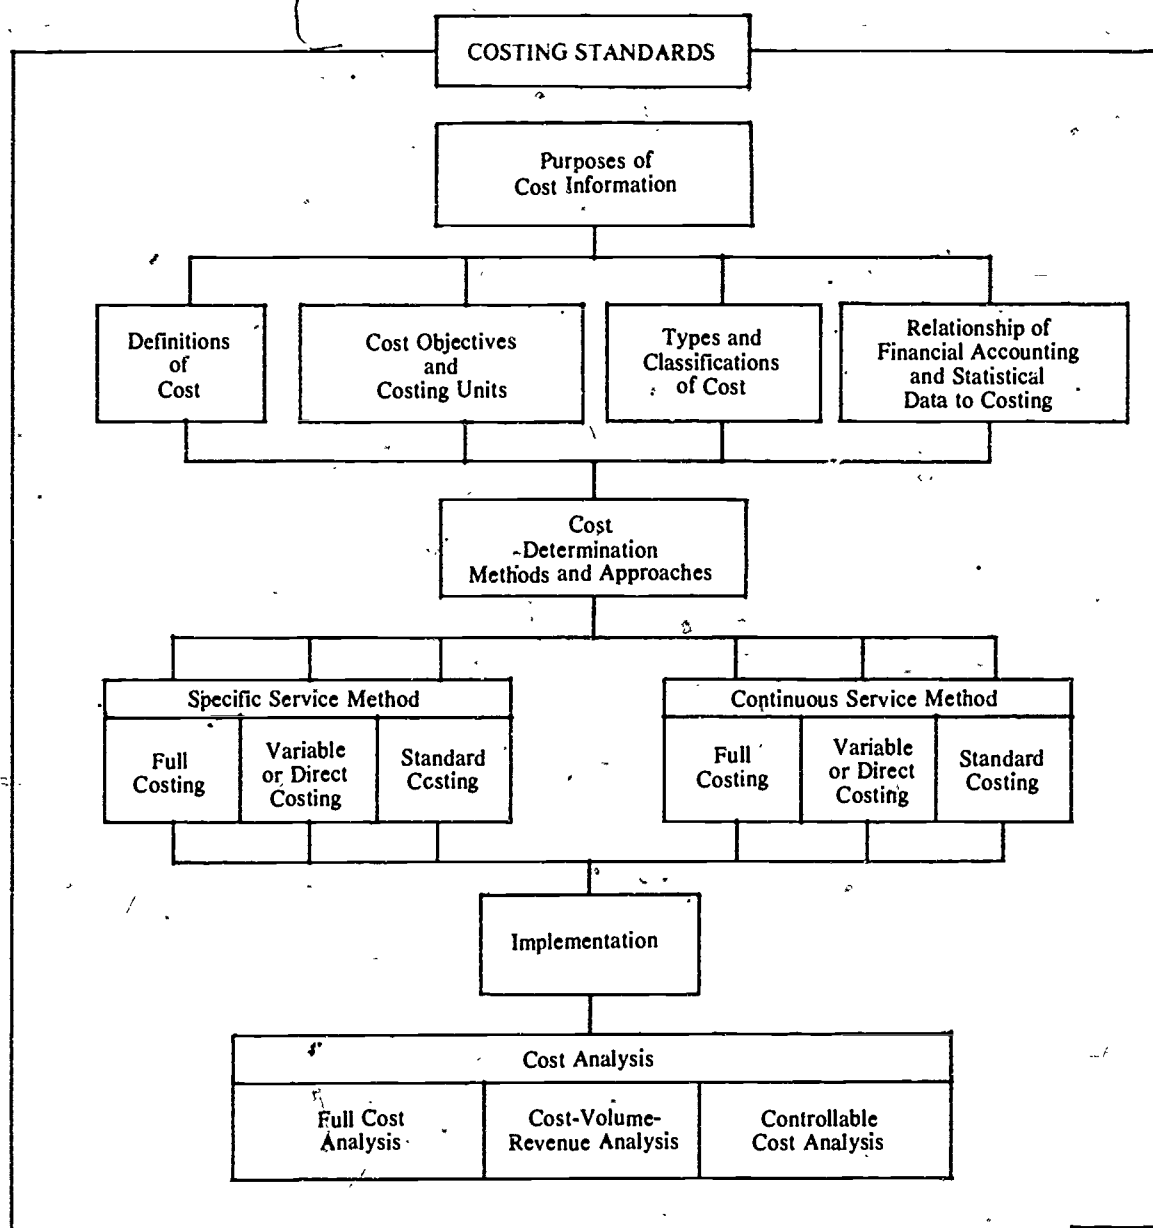 COSTING STANDARDS
Purposes of
Cost Information
Definitions
of
Cost
Cost Objectives
and
Costing Units
Types and
Classifications
of Cost
Relationship of
Financial Accounting
and Statistical
Data to Costing
Cost
Determination
Methods and Approaches
Specific Service Method
Full
Costing
Variable
or Direct
Costing
Standard
Costing
Continuous Service Method
Full
Costing
Variable
or Direct
Costing
Standard
Costing
Implementation
Cost Analysis
Full Cost
Analysis
Cost-Volume-
Revenue Analysis
Controllable
Cost Analysis